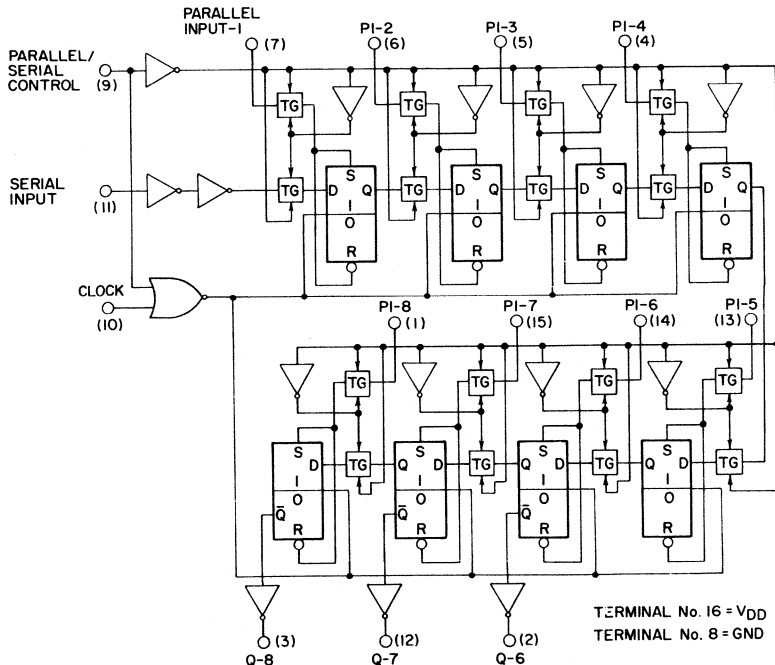 PARALLEL
INPUT-1
(7)
PI-2
(6)
PI-3
(5)
PI-4
(4)
PARALLEL/
SERIAL
CONTROL
(9)
TG
TG
TG
TG
SERIAL
INPUT
(11)
TG
D
S
I
O
R
Q
TG
D
S
I
O
R
Q
TG
D
S
I
O
R
Q
TG
D
S
I
O
R
Q
CLOCK
(10)
PI-8
(1)
PI-7
(15)
PI-6
(14)
PI-5
(13)
TG
TG
TG
TG
S
D
I
O
Q̅
R
TG
Q
S
D
I
O
Q̅
R
TG
Q
S
D
I
O
Q̅
R
TG
Q
S
D
I
O
R
TG
(3)
Q-8
(12)
Q-7
(2)
Q-6
TERMINAL No. 16 = VDD
TERMINAL No. 8 = GND